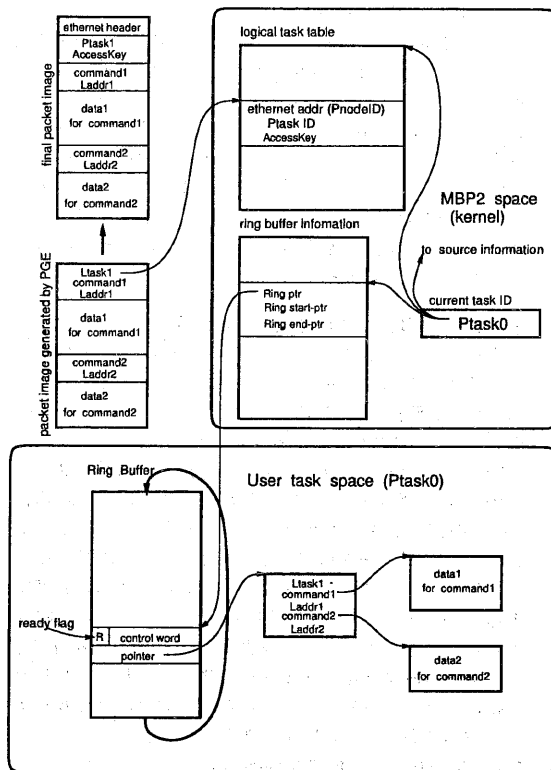 final packet image
ethernet header
Ptask1
AccessKey
command1
Laddr1
data1
for command1
command2
Laddr2
data2
for command2
packet image generated by PGE
Ltask1
command1
Laddr1
data1
for command1
command2
Laddr2
data2
for command2
logical task table
ethernet addr (PnodeID)
Ptask ID
AccessKey
MBP2 space
(kernel)
ring buffer infomation
Ring ptr
Ring start-ptr
Ring end-ptr
to source information
current task ID
Ptask0
Ring Buffer
User task space (Ptask0)
ready flag
R
control word
pointer
Ltask1
command1
Laddr1
command2
Laddr2
data1
for command1
data2
for command2